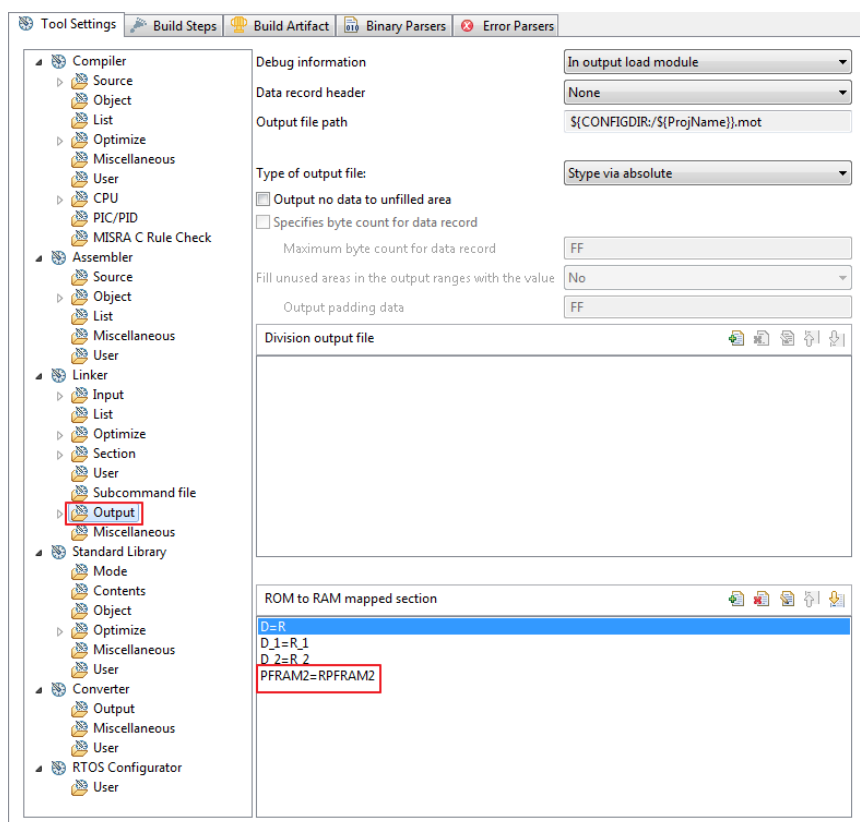 Tool Settings Build Steps Build Artifact Binary Parsers Error Parsers
Compiler
Source
Object
List
Optimize
Miscellaneous
User
CPU
PIC/PID
MISRA C Rule Check
Assembler
Source
Object
List
Miscellaneous
User
Linker
Input
List
Optimize
Section
User
Subcommand file
Output
Miscellaneous
Standard Library
Mode
Contents
Object
Optimize
Miscellaneous
User
Converter
Output
Miscellaneous
User
RTOS Configurator
User
Debug information In output load module
Data record header None
Output file path ${CONFIGDIR:/${ProjName}}.mot
Type of output file: Stype via absolute
Output no data to unfilled area
Specifies byte count for data record
Maximum byte count for data record FF
Fill unused areas in the output ranges with the value No
Output padding data FF
Division output file
ROM to RAM mapped section
D=R
D_1=R_1
D_2=R_2
PFRAM2=RPFRAM2